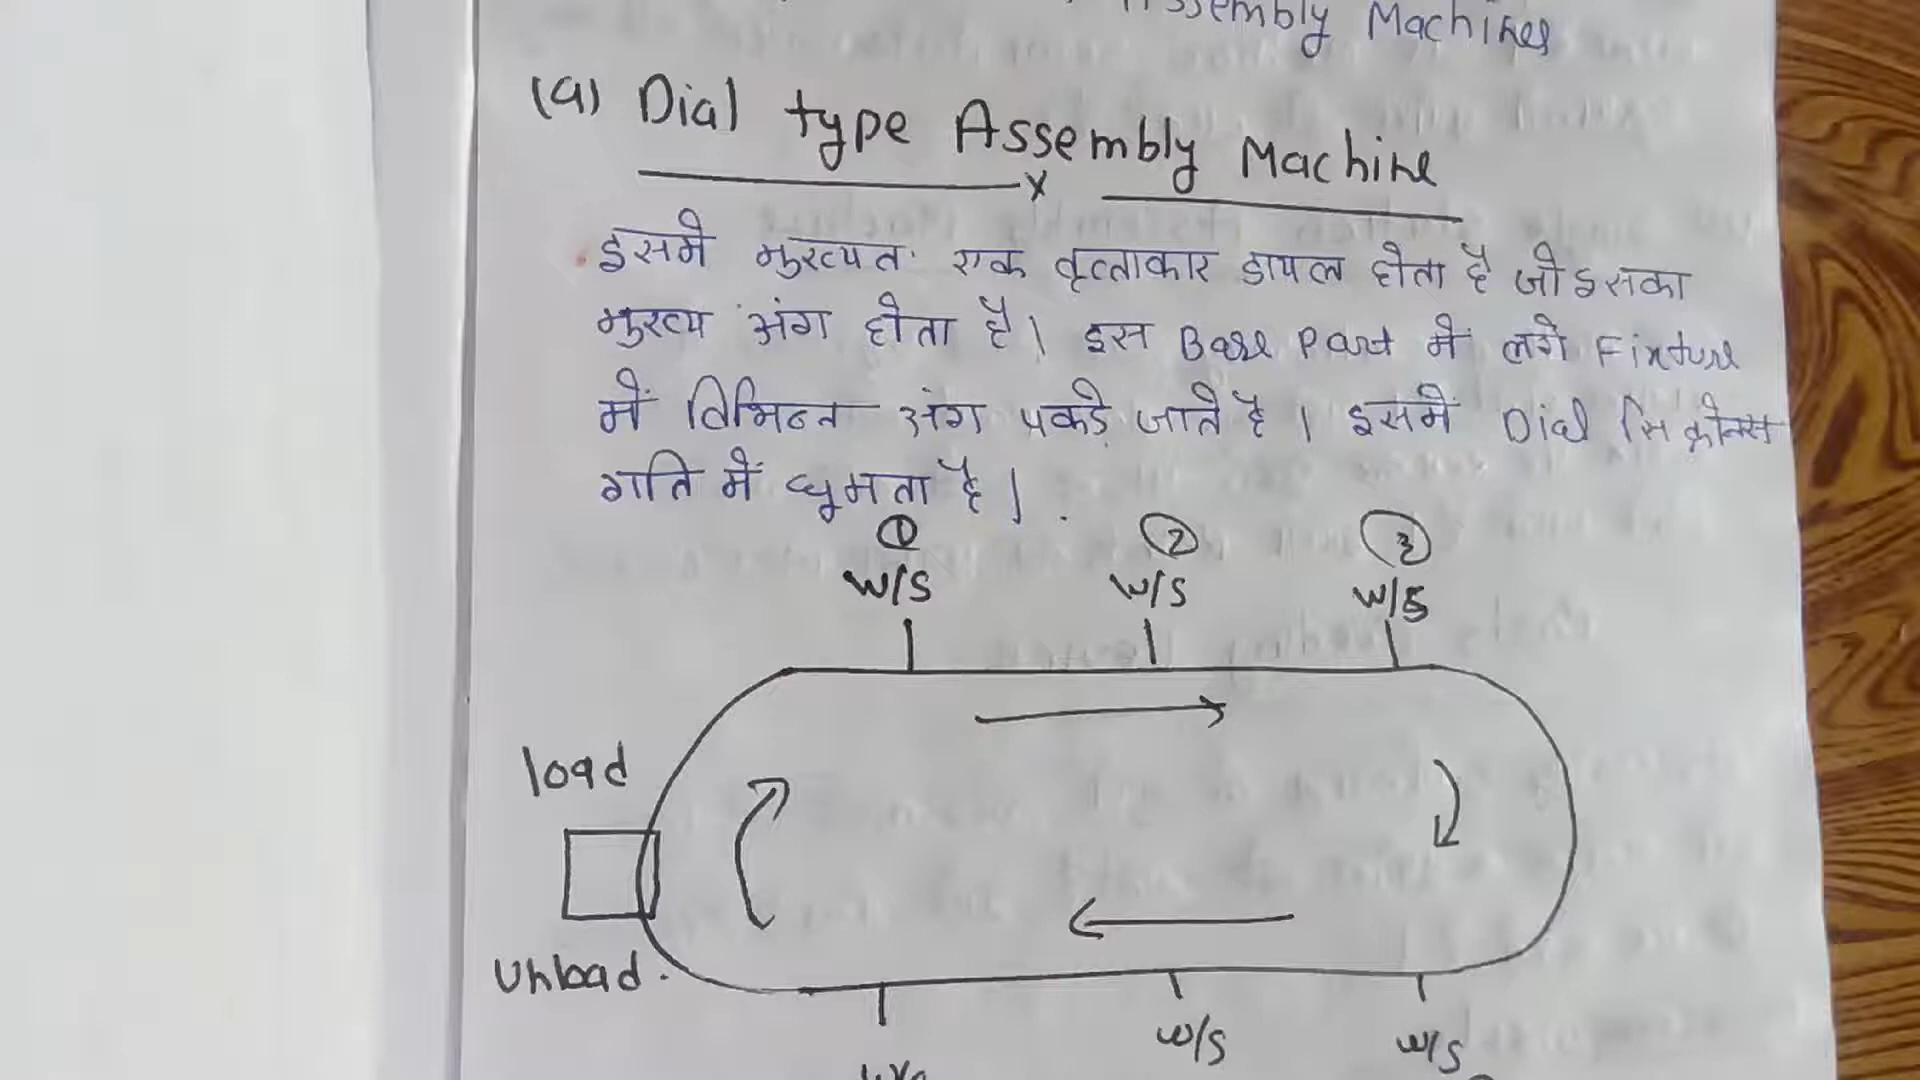 Assembly Machines
(a) Dial type Assembly Machine
इसमे मुख्यतः एक वृत्ताकार डायल होता है जो इसका
मुख्य अंग होता है। इस Base Part में लगे Fixture
में विभिन्न अंग पकड़े जाते है। इसमें Dial
गति में घूमता है।
① ② ③
W/S W/S W/S
load
Unload.
W/S W/S